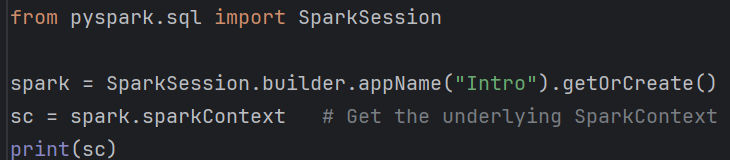 from pyspark.sql import SparkSession
spark = SparkSession.builder.appName("Intro").getOrCreate()
sc = spark.sparkContext   # Get the underlying SparkContext
print(sc)